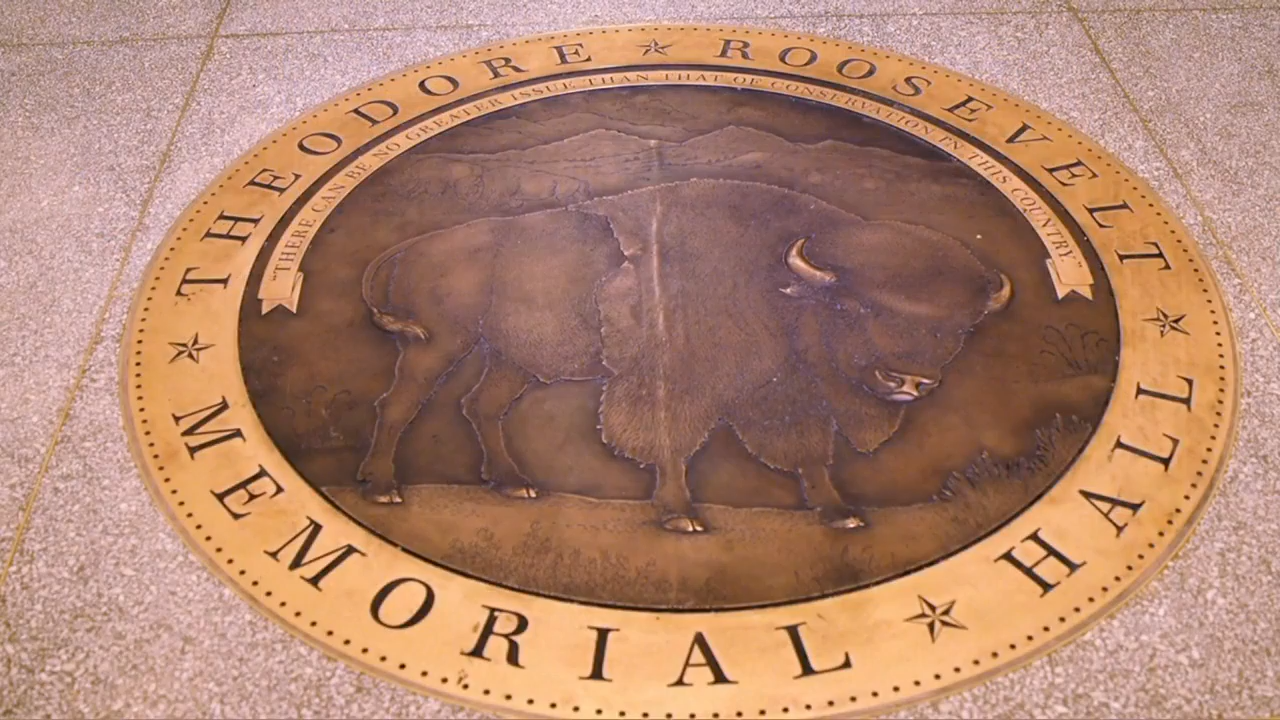 THEODORE ROOSEVELT
"THERE CAN BE NO GREATER ISSUE THAN THAT OF CONSERVATION IN THIS COUNTRY"
MEMORIAL HALL